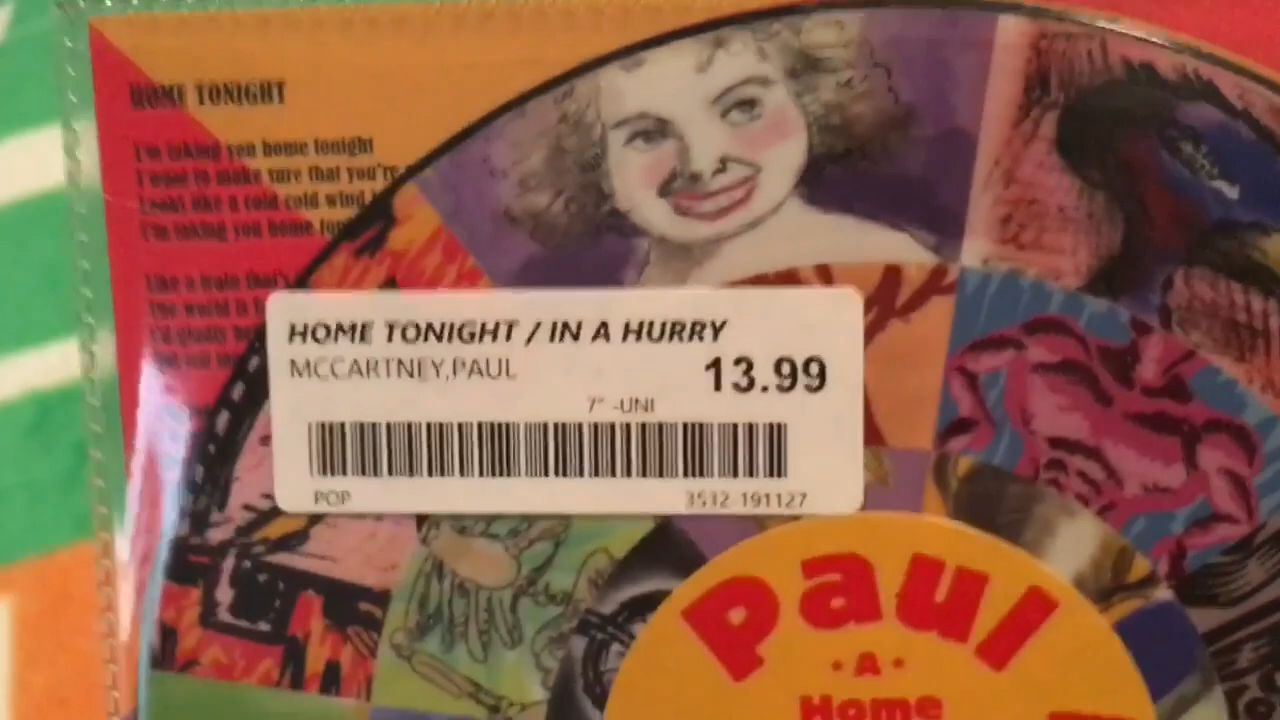 HOME TONIGHT
I'm taking you home tonight
I want to make sure that you're
Looks like a cold cold wind
I'm taking you home ton
Like a train that's
The world is
I'd gladly
HOME TONIGHT / IN A HURRY
MCCARTNEY,PAUL
13.99
7" -UNI
POP
3532-191127
Paul
·A·
Home